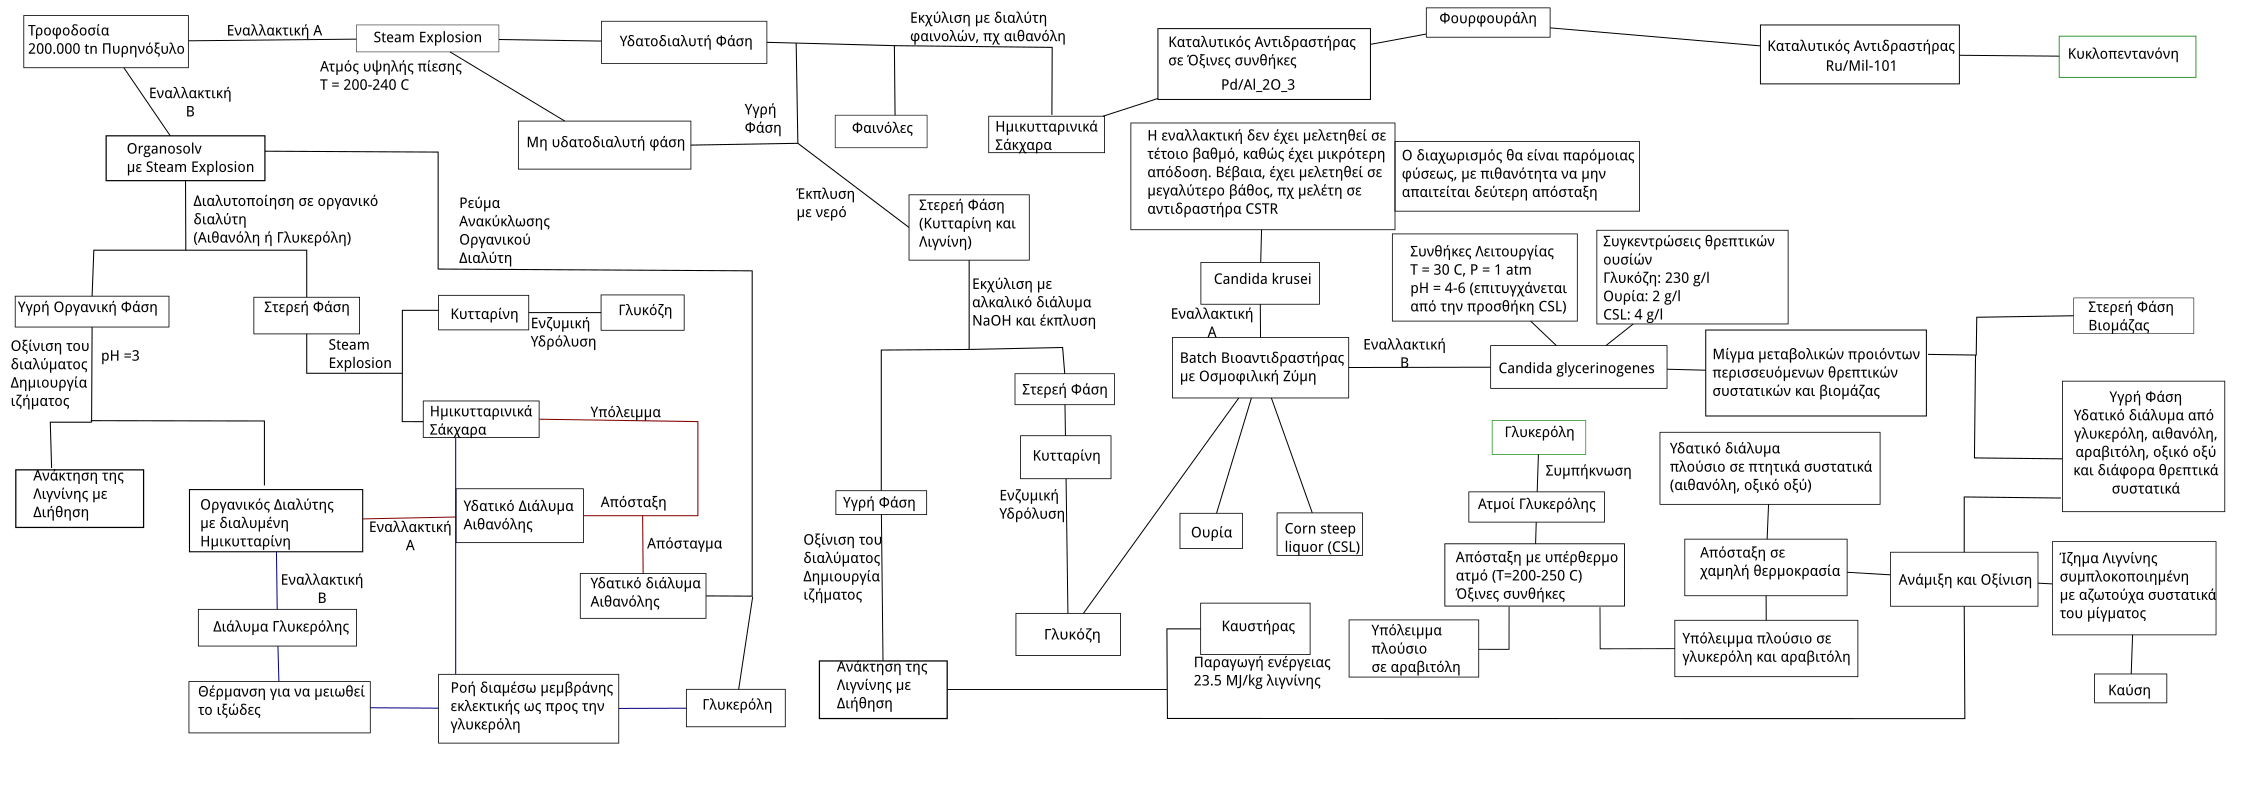 Τροφοδοσία
200.000 tn Πυρηνόξυλο
Εναλλακτική Α
Steam Explosion
Ατμός υψηλής πίεσης
T = 200-240 C
Υδατοδιαλυτή Φάση
Εκχύλιση με διαλύτη
φαινολών, πχ αιθανόλη
Καταλυτικός Αντιδραστήρας
σε Όξινες συνθήκες
Pd/Al_2O_3
Φουρφουράλη
Καταλυτικός Αντιδραστήρας
Ru/Mil-101
Κυκλοπεντανόνη
Εναλλακτική
Β
Υγρή
Φάση
Μη υδατοδιαλυτή φάση
Φαινόλες
Ημικυτταρινικά
Σάκχαρα
Organosolv
με Steam Explosion
Η εναλλακτική δεν έχει μελετηθεί σε
τέτοιο βαθμό, καθώς έχει μικρότερη
απόδοση. Βέβαια, έχει μελετηθεί σε
μεγαλύτερο βάθος, πχ μελέτη σε
αντιδραστήρα CSTR
Ο διαχωρισμός θα είναι παρόμοιας
φύσεως, με πιθανότητα να μην
απαιτείται δεύτερη απόσταξη
Διαλυτοποίηση σε οργανικό
διαλύτη
(Αιθανόλη ή Γλυκερόλη)
Ρεύμα
Ανακύκλωσης
Οργανικού
Διαλύτη
Έκπλυση
με νερό
Στερεή Φάση
(Κυτταρίνη και
Λιγνίνη)
Candida krusei
Συνθήκες Λειτουργίας
T = 30 C, P = 1 atm
pH = 4-6 (επιτυγχάνεται
από την προσθήκη CSL)
Συγκεντρώσεις θρεπτικών
ουσίών
Γλυκόζη: 230 g/l
Ουρία: 2 g/l
CSL: 4 g/l
Υγρή Οργανική Φάση
Στερεή Φάση
Κυτταρίνη
Ενζυμική
Υδρόλυση
Γλυκόζη
Εκχύλιση με
αλκαλικό διάλυμα
NaOH και έκπλυση
Εναλλακτική
Α
Batch Βιοαντιδραστήρας
με Οσμοφιλική Ζύμη
Εναλλακτική
Β
Candida glycerinogenes
Μίγμα μεταβολικών προιόντων
περισσευόμενων θρεπτικών
συστατικών και βιομάζας
Στερεή Φάση
Βιομάζας
Οξίνιση του
διαλύματος
Δημιουργία
ιζήματος
pH =3
Steam
Explosion
Ημικυτταρινικά
Σάκχαρα
Υπόλειμμα
Στερεή Φάση
Κυτταρίνη
Ενζυμική
Υδρόλυση
Υγρή Φάση
Υδατικό διάλυμα από
γλυκερόλη, αιθανόλη,
αραβιτόλη, οξικό οξύ
και διάφορα θρεπτικά
συστατικά
Γλυκερόλη
Συμπήκνωση
Υδατικό διάλυμα
πλούσιο σε πτητικά συστατικά
(αιθανόλη, οξικό οξύ)
Ανάκτηση της
Λιγνίνης με
Διήθηση
Οργανικός Διαλύτης
με διαλυμένη
Ημικυτταρίνη
Εναλλακτική
Α
Υδατικό Διάλυμα
Αιθανόλης
Απόσταξη
Απόσταγμα
Υγρή Φάση
Οξίνιση του
διαλύματος
Δημιουργία
ιζήματος
Ουρία
Corn steep
liquor (CSL)
Ατμοί Γλυκερόλης
Απόσταξη με υπέρθερμο
ατμό (T=200-250 C)
Όξινες συνθήκες
Απόσταξη σε
χαμηλή θερμοκρασία
Ανάμιξη και Οξίνιση
Ίζημα Λιγνίνης
συμπλοκοποιημένη
με αζωτούχα συστατικά
του μίγματος
Εναλλακτική
Β
Υδατικό διάλυμα
Αιθανόλης
Διάλυμα Γλυκερόλης
Γλυκόζη
Καυστήρας
Παραγωγή ενέργειας
23.5 MJ/kg λιγνίνης
Υπόλειμμα
πλούσιο
σε αραβιτόλη
Υπόλειμμα πλούσιο σε
γλυκερόλη και αραβιτόλη
Καύση
Θέρμανση για να μειωθεί
το ιξώδες
Ροή διαμέσω μεμβράνης
εκλεκτικής ως προς την
γλυκερόλη
Γλυκερόλη
Ανάκτηση της
Λιγνίνης με
Διήθηση